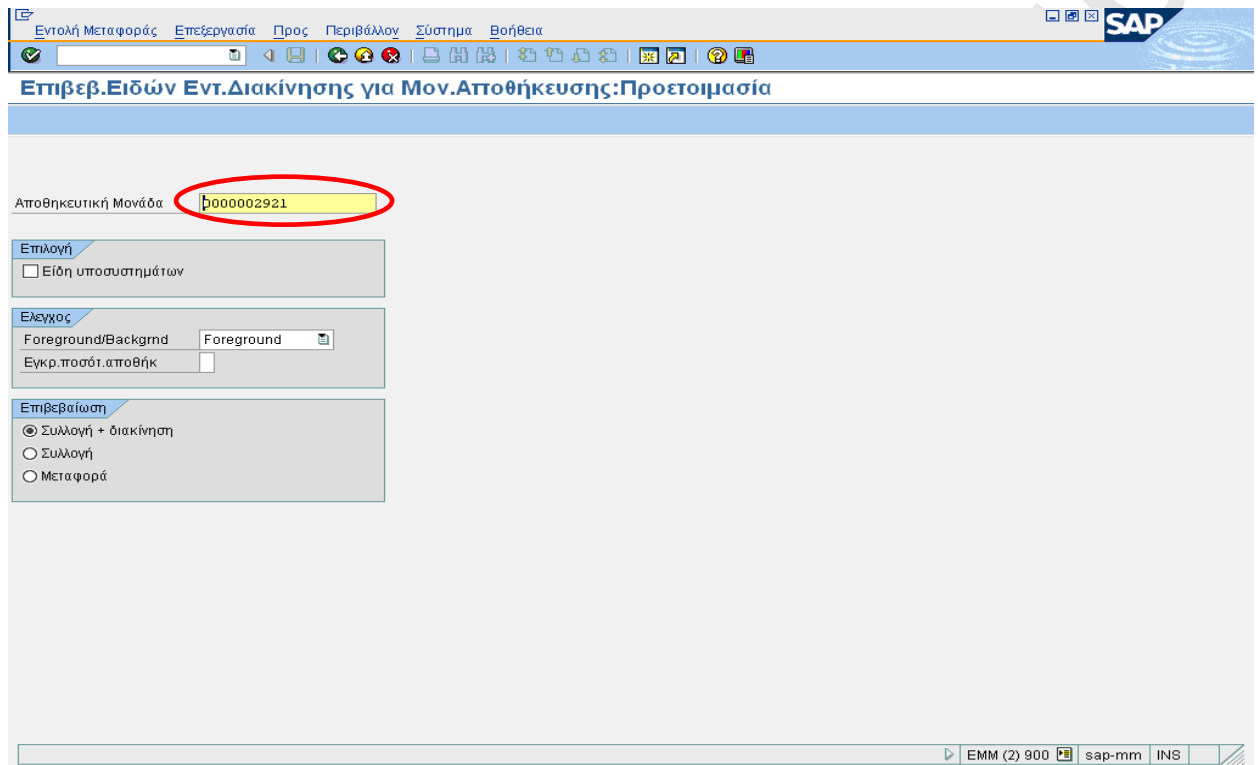 Εντολή Μεταφοράς Επεξεργασία Προς Περιβάλλον Σύστημα Βοήθεια
SAP
Επιβεβ.Ειδών Εντ.Διακίνησης για Μον.Αποθήκευσης:Προετοιμασία
Αποθηκευτική Μονάδα 0000002921
Επιλογή
Είδη υποσυστημάτων
Ελεγχος
Foreground/Backgrnd Foreground
Εγκρ.ποσότ.αποθήκ
Επιβεβαίωση
Συλλογή + διακίνηση
Συλλογή
Μεταφορά
EMM (2) 900 sap-mm INS